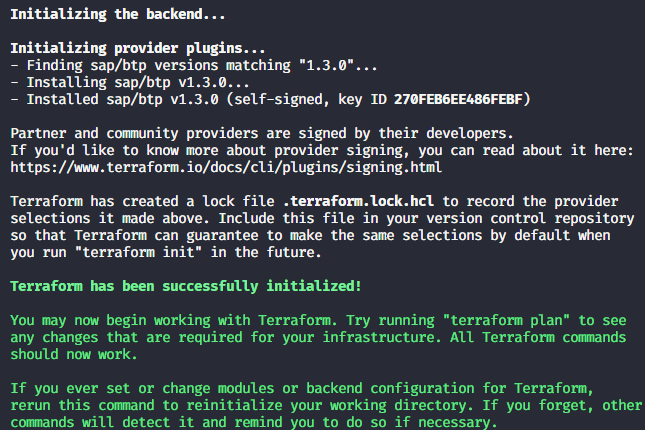 Initializing the backend...
Initializing provider plugins...
- Finding sap/btp versions matching "1.3.0"...
- Installing sap/btp v1.3.0...
- Installed sap/btp v1.3.0 (self-signed, key ID 270FEB6EE486FEBF)
Partner and community providers are signed by their developers.
If you'd like to know more about provider signing, you can read about it here:
https://www.terraform.io/docs/cli/plugins/signing.html
Terraform has created a lock file .terraform.lock.hcl to record the provider
selections it made above. Include this file in your version control repository
so that Terraform can guarantee to make the same selections by default when
you run "terraform init" in the future.
Terraform has been successfully initialized!
You may now begin working with Terraform. Try running "terraform plan" to see
any changes that are required for your infrastructure. All Terraform commands
should now work.
If you ever set or change modules or backend configuration for Terraform,
rerun this command to reinitialize your working directory. If you forget, other
commands will detect it and remind you to do so if necessary.